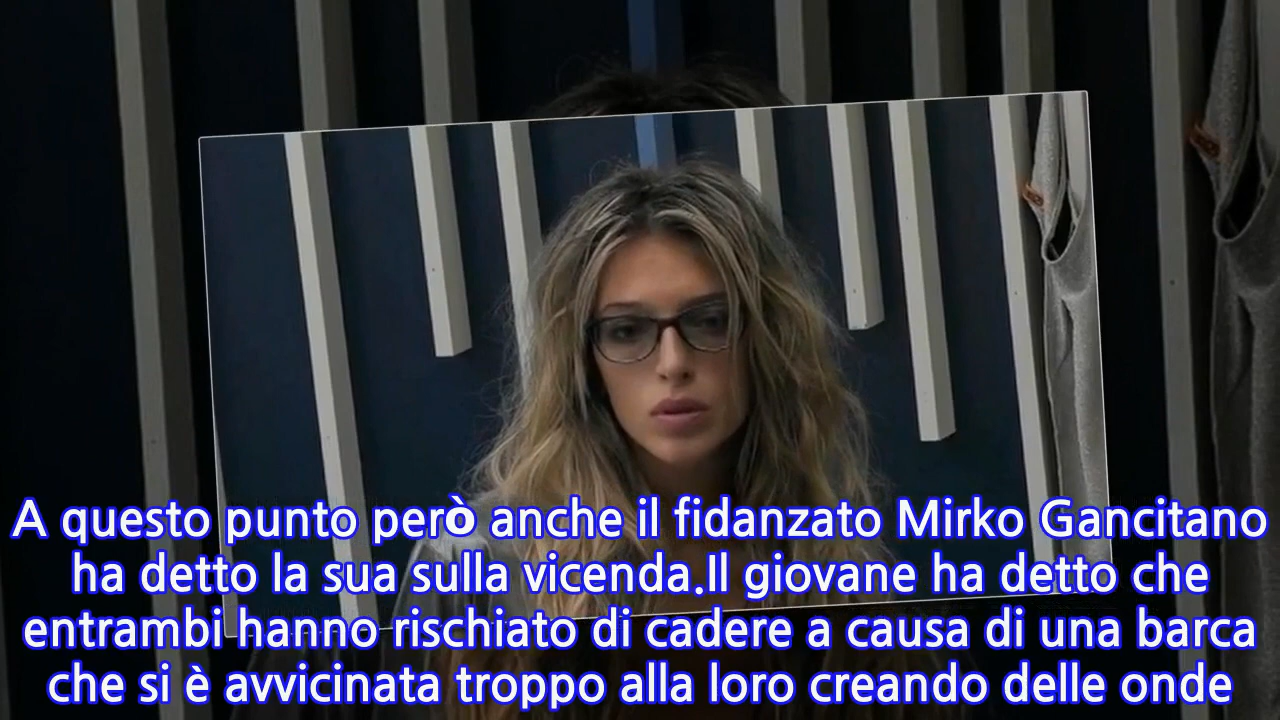 A questo punto però anche il fidanzato Mirko Gancitano
ha detto la sua sulla vicenda.Il giovane ha detto che
entrambi hanno rischiato di cadere a causa di una barca
che si è avvicinata troppo alla loro creando delle onde